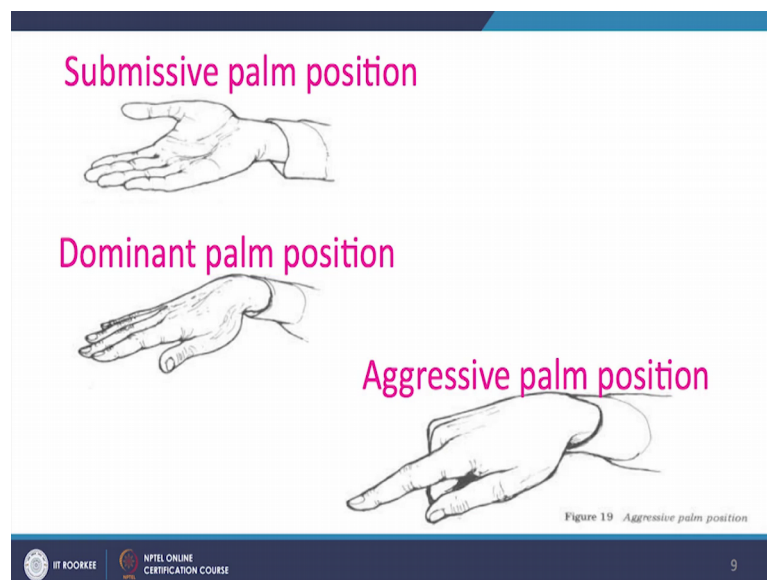 Submissive palm position
Dominant palm position
Aggressive palm position
Figure 19 Aggressive palm position
IIT ROORKEE
NPTEL ONLINE
CERTIFICATION COURSE
9